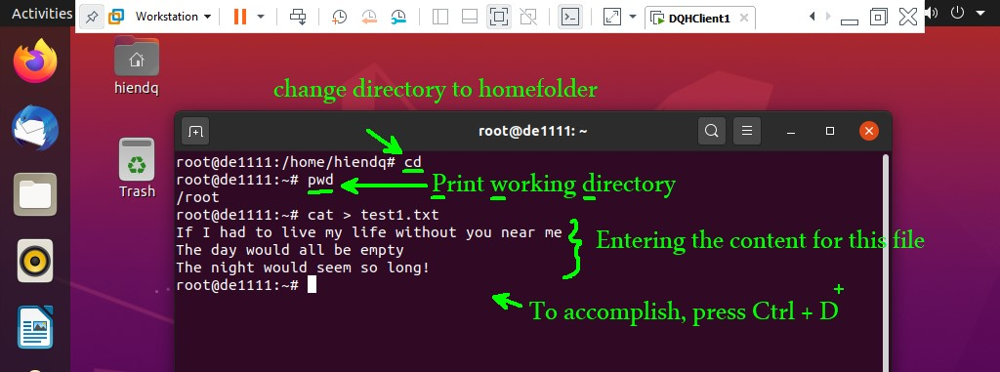 Activities
Workstation
DQHClient1
hiendq
Trash
change directory to homefolder
root@de1111: ~
root@de1111:/home/hiendq# cd
root@de1111:~# pwd
Print working directory
/root
root@de1111:~# cat > test1.txt
If I had to live my life without you near me
The day would all be empty
The night would seem so long!
Entering the content for this file
root@de1111:~#
To accomplish, press Ctrl + D
+